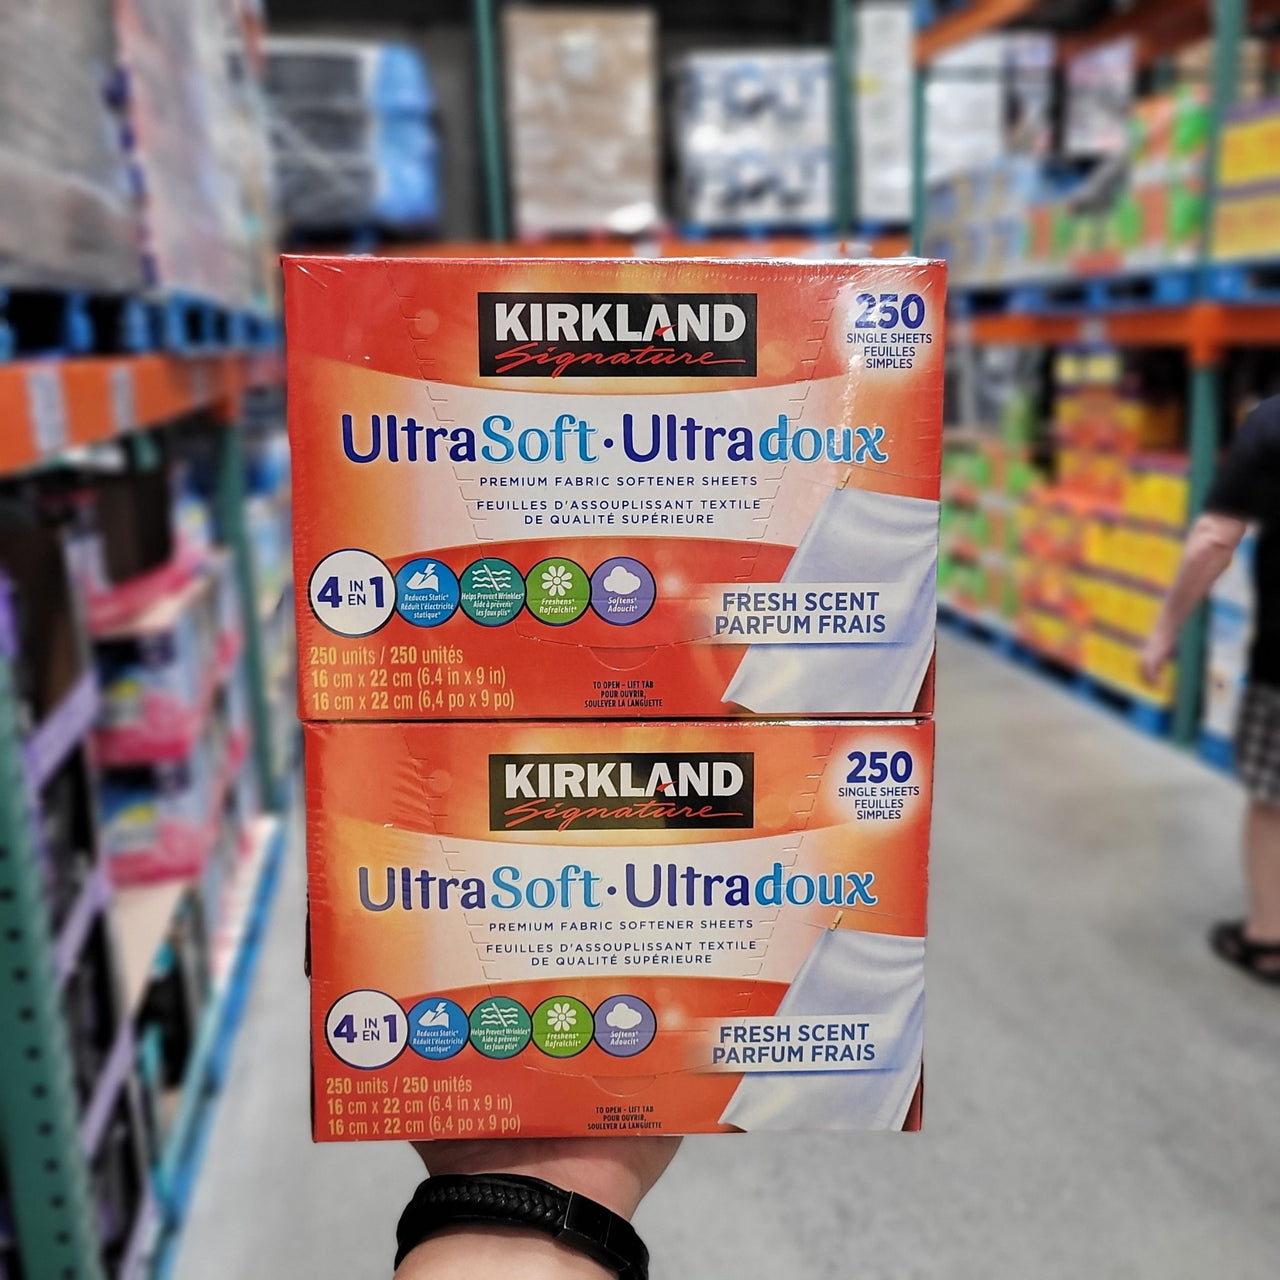 KIRKLAND
Signature
250
SINGLE SHEETS
FEUILLES
SIMPLES
UltraSoft·Ultradoux
PREMIUM FABRIC SOFTENER SHEETS
FEUILLES D'ASSOUPLISSANT TEXTILE
DE QUALITÉ SUPÉRIEURE
4 IN EN 1
Reduces Static*
Réduit l'électricité
statique*
Helps Prevent Wrinkles*
Aide à prévenir
les faux plis*
Freshens*
Rafraîchit*
Softens*
Adoucit*
FRESH SCENT
PARFUM FRAIS
250 units / 250 unités
16 cm x 22 cm (6.4 in x 9 in)
16 cm x 22 cm (6,4 po x 9 po)
TO OPEN - LIFT TAB
POUR OUVRIR,
SOULEVER LA LANGUETTE
KIRKLAND
Signature
250
SINGLE SHEETS
FEUILLES
SIMPLES
UltraSoft·Ultradoux
PREMIUM FABRIC SOFTENER SHEETS
FEUILLES D'ASSOUPLISSANT TEXTILE
DE QUALITÉ SUPÉRIEURE
4 IN EN 1
Reduces Static*
Réduit l'électricité
statique*
Helps Prevent Wrinkles*
Aide à prévenir
les faux plis*
Freshens*
Rafraîchit*
Softens*
Adoucit*
FRESH SCENT
PARFUM FRAIS
250 units / 250 unités
16 cm x 22 cm (6.4 in x 9 in)
16 cm x 22 cm (6,4 po x 9 po)
TO OPEN - LIFT TAB
POUR OUVRIR,
SOULEVER LA LANGUETTE